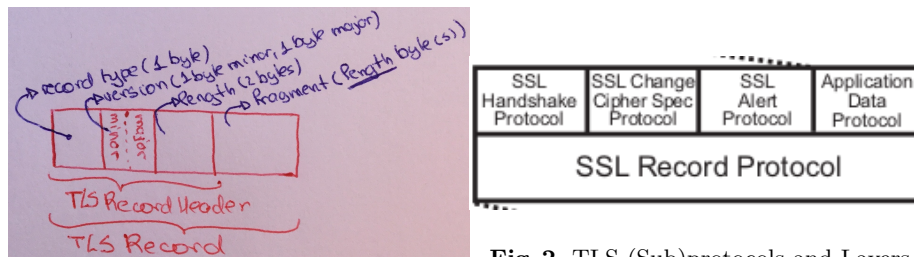 record type (1 byte)
version (1 byte minor, 1 byte major)
length (2 bytes)
fragment (length byte(s))
minor
major
TLS Record Header
TLS Record
SSL Handshake Protocol
SSL Change Cipher Spec Protocol
SSL Alert Protocol
Application Data Protocol
SSL Record Protocol
Fig. 2. TLS (Sub)protocols and Layers